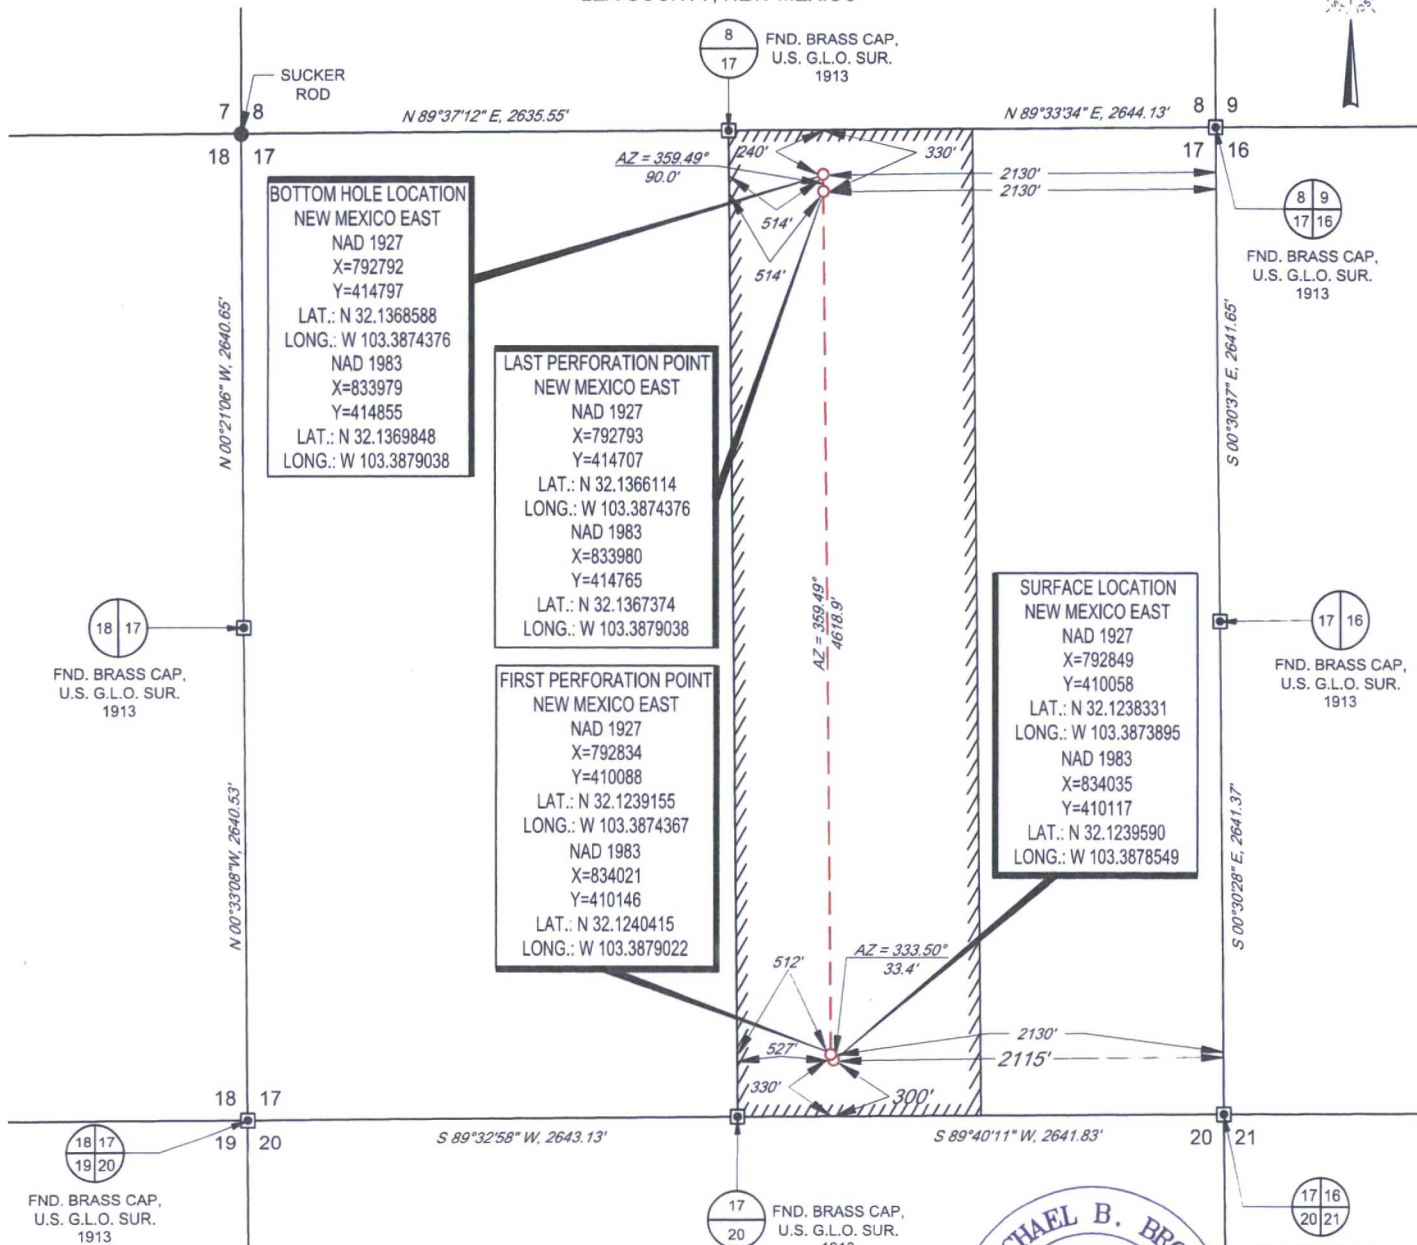 8
17
FND. BRASS CAP,
U.S. G.L.O. SUR.
1913
SUCKER
ROD
7 8
18 17
N 89°37'12" E, 2635.55'
N 89°33'34" E, 2644.13'
8 9
17 16
8 9
17 16
FND. BRASS CAP,
U.S. G.L.O. SUR.
1913
AZ = 359.49°
90.0'
240'
330'
2130'
2130'
514'
514'
BOTTOM HOLE LOCATION
NEW MEXICO EAST
NAD 1927
X=792792
Y=414797
LAT.: N 32.1368588
LONG.: W 103.3874376
NAD 1983
X=833979
Y=414855
LAT.: N 32.1369848
LONG.: W 103.3879038
LAST PERFORATION POINT
NEW MEXICO EAST
NAD 1927
X=792793
Y=414707
LAT.: N 32.1366114
LONG.: W 103.3874376
NAD 1983
X=833980
Y=414765
LAT.: N 32.1367374
LONG.: W 103.3879038
N 00°21'06" W, 2640.65'
S 00°30'37" E, 2641.65'
AZ = 359.49°
4618.9'
18 17
FND. BRASS CAP,
U.S. G.L.O. SUR.
1913
17 16
FND. BRASS CAP,
U.S. G.L.O. SUR.
1913
SURFACE LOCATION
NEW MEXICO EAST
NAD 1927
X=792849
Y=410058
LAT.: N 32.1238331
LONG.: W 103.3873895
NAD 1983
X=834035
Y=410117
LAT.: N 32.1239590
LONG.: W 103.3878549
FIRST PERFORATION POINT
NEW MEXICO EAST
NAD 1927
X=792834
Y=410088
LAT.: N 32.1239155
LONG.: W 103.3874367
NAD 1983
X=834021
Y=410146
LAT.: N 32.1240415
LONG.: W 103.3879022
N 00°33'08"W, 2640.53'
S 00°30'28" E, 2641.37'
AZ = 333.50°
33.4'
512'
527'
2130'
2115'
330'
300'
18 17
19 20
S 89°32'58" W, 2643.13'
S 89°40'11" W, 2641.83'
20 21
18 17
19 20
FND. BRASS CAP,
U.S. G.L.O. SUR.
1913
17
20
FND. BRASS CAP,
U.S. G.L.O. SUR.
17 16
20 21
B.